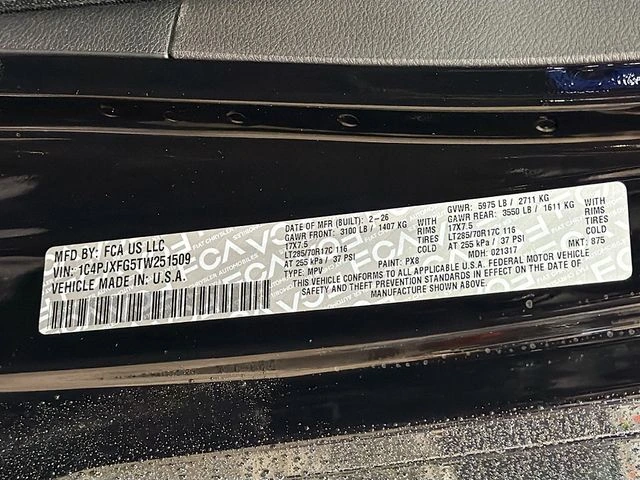 MFD BY: FCA US LLC
VIN: 1C4PJXFG5TW251509
VEHICLE MADE IN: U.S.A.
DATE OF MFR (BUILT): 2-26
GVWR: 5975 LB / 2711 KG
GAWR FRONT: 3100 LB / 1407 KG WITH
GAWR REAR: 3550 LB / 1611 KG WITH
17X7.5 RIMS
17X7.5 RIMS
LT285/70R17C 116 TIRES
LT285/70R17C 116 TIRES
AT 255 kPa / 37 PSI COLD
AT 255 kPa / 37 PSI COLD
TYPE: MPV PAINT: PX8 MDH: 021317 MKT: 875
THIS VEHICLE CONFORMS TO ALL APPLICABLE U.S.A. FEDERAL MOTOR VEHICLE
SAFETY AND THEFT PREVENTION STANDARDS IN EFFECT ON THE DATE OF
MANUFACTURE SHOWN ABOVE.